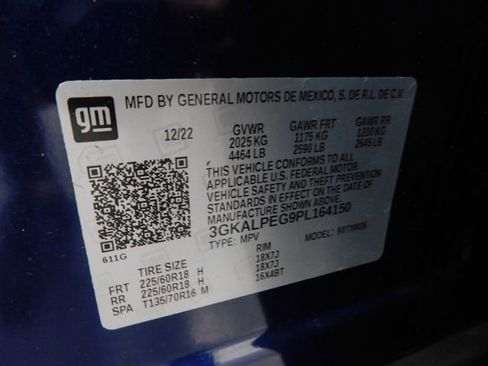 gm
MFD BY GENERAL MOTORS DE MEXICO, S. DE R.L. DE C.V.
12/22 GVWR GAWR FRT GAWR RR
2025 KG 1175 KG 1200 KG
4464 LB 2590 LB 2645 LB
THIS VEHICLE CONFORMS TO ALL
APPLICABLE U.S. FEDERAL MOTOR
VEHICLE SAFETY AND THEFT PREVENTION
STANDARDS IN EFFECT ON THE DATE OF
MANUFACTURE SHOWN ABOVE.
3GKALPEG9PL164150
TYPE: MPV MODEL:
611G
TIRE SIZE RIM
FRT 225/60R18 H 18X7J
RR 225/60R18 H 18X7J
SPA T135/70R16 M 16X4BT